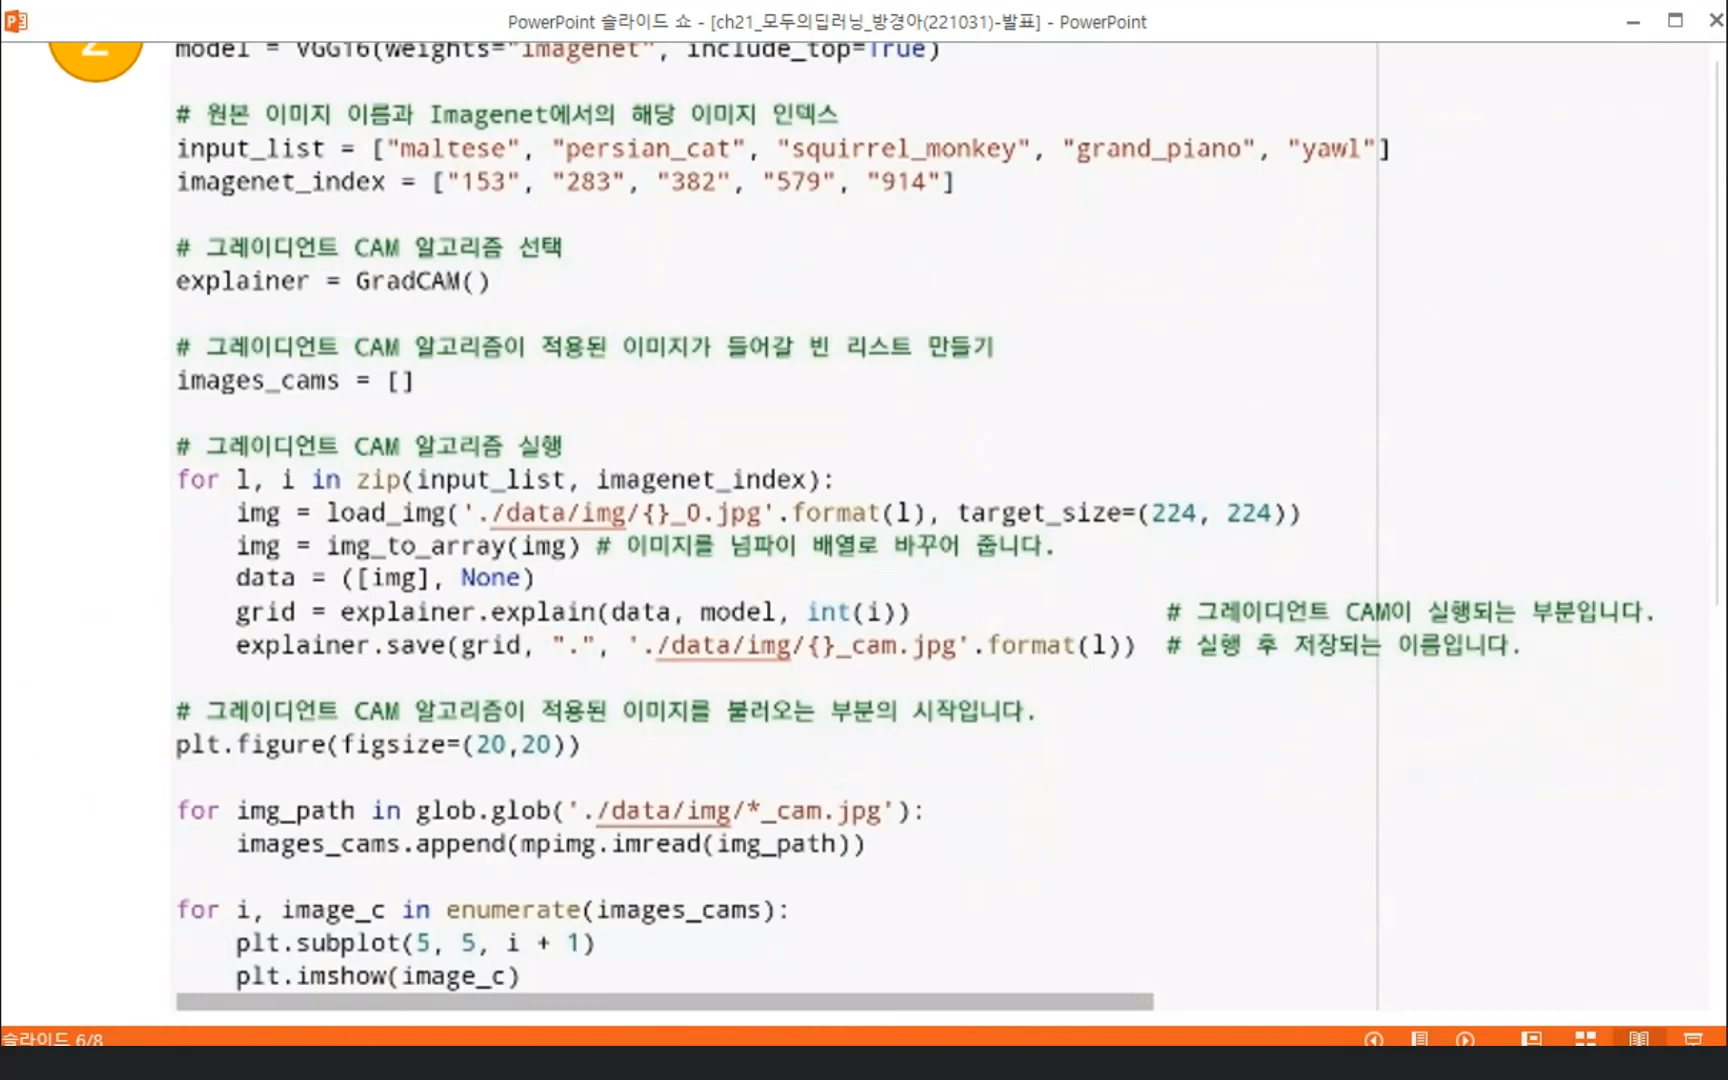 PowerPoint 슬라이드 쇼 - [ch21_모두의딥러닝_방경아(221031)-발표] - PowerPoint
2
model = VGG16(weights="imagenet", include_top=True)
# 원본 이미지 이름과 Imagenet에서의 해당 이미지 인덱스
input_list = ["maltese", "persian_cat", "squirrel_monkey", "grand_piano", "yawl"]
imagenet_index = ["153", "283", "382", "579", "914"]
# 그레이디언트 CAM 알고리즘 선택
explainer = GradCAM()
# 그레이디언트 CAM 알고리즘이 적용된 이미지가 들어갈 빈 리스트 만들기
images_cams = []
# 그레이디언트 CAM 알고리즘 실행
for l, i in zip(input_list, imagenet_index):
    img = load_img('./data/img/{}_O.jpg'.format(l), target_size=(224, 224))
    img = img_to_array(img) # 이미지를 넘파이 배열로 바꾸어 줍니다.
    data = ([img], None)
    grid = explainer.explain(data, model, int(i)) # 그레이디언트 CAM이 실행되는 부분입니다.
    explainer.save(grid, ".", './data/img/{}_cam.jpg'.format(l)) # 실행 후 저장되는 이름입니다.
# 그레이디언트 CAM 알고리즘이 적용된 이미지를 불러오는 부분의 시작입니다.
plt.figure(figsize=(20,20))
for img_path in glob.glob('./data/img/*_cam.jpg'):
    images_cams.append(mpimg.imread(img_path))
for i, image_c in enumerate(images_cams):
    plt.subplot(5, 5, i + 1)
    plt.imshow(image_c)
슬라이드 6/8